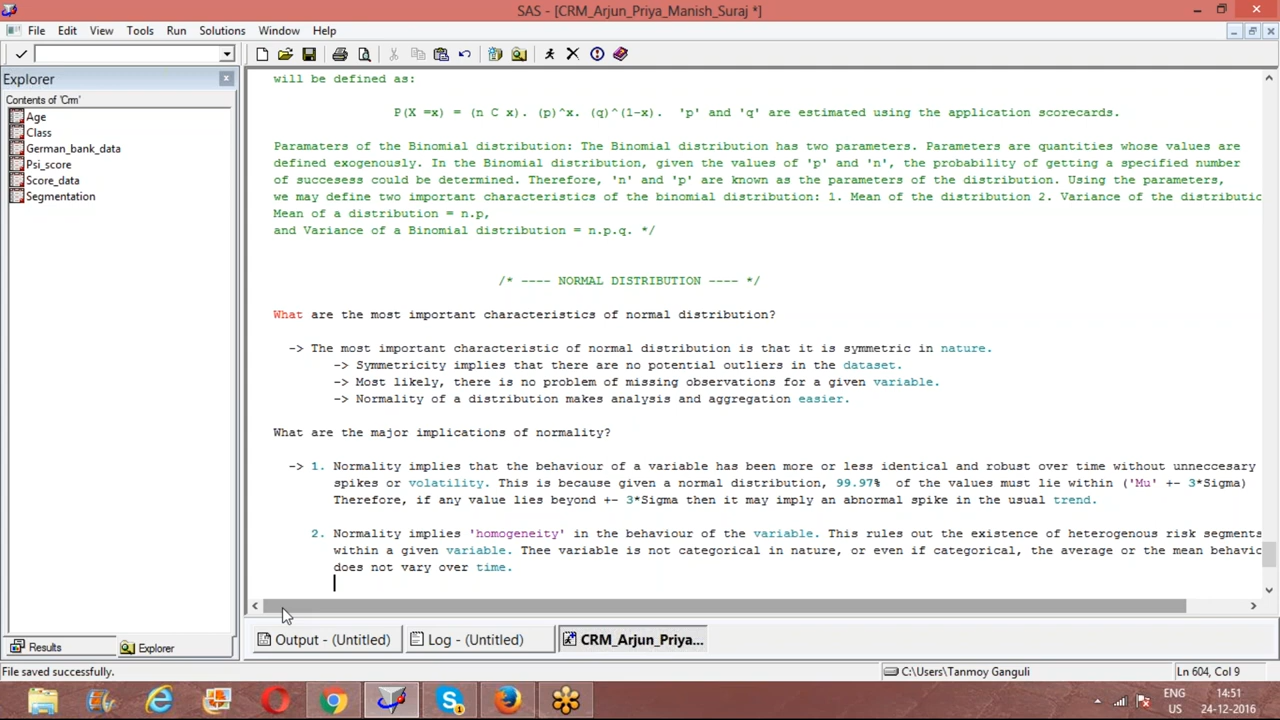 SAS - [CRM_Arjun_Priya_Manish_Suraj *]
File Edit View Tools Run Solutions Window Help
Explorer
Contents of 'Crm'
Age
Class
German_bank_data
Psi_score
Score_data
Segmentation
will be defined as:
P(X =x) = (n C x). (p)^x. (q)^(1-x). 'p' and 'q' are estimated using the application scorecards.
Paramaters of the Binomial distribution: The Binomial distribution has two parameters. Parameters are quantities whose values are
defined exogenously. In the Binomial distribution, given the values of 'p' and 'n', the probability of getting a specified number
of succesess could be determined. Therefore, 'n' and 'p' are known as the parameters of the distribution. Using the parameters,
we may define two important characteristics of the binomial distribution: 1. Mean of the distribution 2. Variance of the distributio
Mean of a distribution = n.p,
and Variance of a Binomial distribution = n.p.q. */
/* ---- NORMAL DISTRIBUTION ---- */
What are the most important characteristics of normal distribution?
-> The most important characteristic of normal distribution is that it is symmetric in nature.
-> Symmetricity implies that there are no potential outliers in the dataset.
-> Most likely, there is no problem of missing observations for a given variable.
-> Normality of a distribution makes analysis and aggregation easier.
What are the major implications of normality?
-> 1. Normality implies that the behaviour of a variable has been more or less identical and robust over time without unneccesary
spikes or volatility. This is because given a normal distribution, 99.97% of the values must lie within ('Mu' +- 3*Sigma)
Therefore, if any value lies beyond +- 3*Sigma then it may imply an abnormal spike in the usual trend.
2. Normality implies 'homogeneity' in the behaviour of the variable. This rules out the existence of heterogenous risk segments
within a given variable. Thee variable is not categorical in nature, or even if categorical, the average or the mean behavio
does not vary over time.
Results Explorer
Output - (Untitled) Log - (Untitled) CRM_Arjun_Priya...
File saved successfully. C:\Users\Tanmoy Ganguli Ln 604, Col 9
ENG 14:51
US 24-12-2016